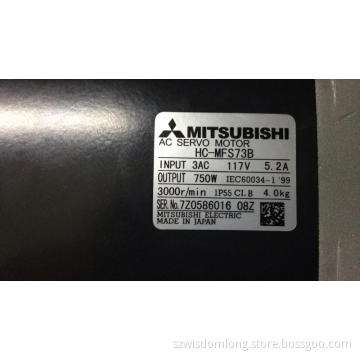 MITSUBISHI
AC SERVO MOTOR
HC-MFS73B
INPUT 3AC 117V 5.2A
OUTPUT 750W IEC60034-1 '99
3000r/min IP55 CI.B 4.0kg
SER.No.7Z0586016 08Z
MITSUBISHI ELECTRIC
MADE IN JAPAN
szwisdomlong.store.bossgoo.com